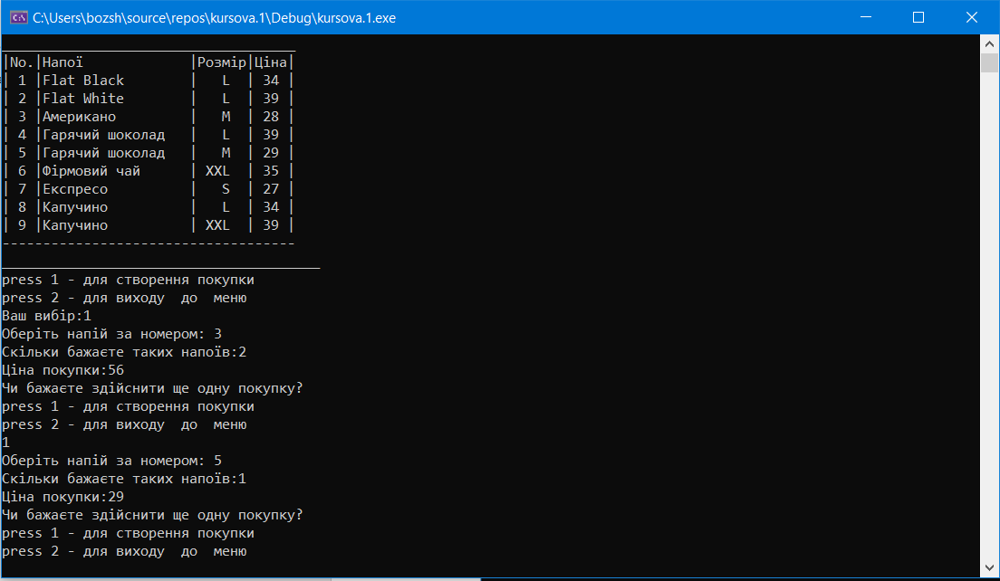 C:\Users\bozsh\source\repos\kursova.1\Debug\kursova.1.exe
____________________________________
|No.|Напої             |Розмір|Ціна|
| 1 |Flat Black        |   L  | 34 |
| 2 |Flat White        |   L  | 39 |
| 3 |Американо         |   M  | 28 |
| 4 |Гарячий шоколад   |   L  | 39 |
| 5 |Гарячий шоколад   |   M  | 29 |
| 6 |Фірмовий чай      | XXL  | 35 |
| 7 |Експресо          |   S  | 27 |
| 8 |Капучино          |   L  | 34 |
| 9 |Капучино          | XXL  | 39 |
------------------------------------
_______________________________________
press 1 - для створення покупки
press 2 - для виходу  до  меню
Ваш вибір:1
Оберіть напій за номером: 3
Скільки бажаєте таких напоїв:2
Ціна покупки:56
Чи бажаєте здійснити ще одну покупку?
press 1 - для створення покупки
press 2 - для виходу  до  меню
1
Оберіть напій за номером: 5
Скільки бажаєте таких напоїв:1
Ціна покупки:29
Чи бажаєте здійснити ще одну покупку?
press 1 - для створення покупки
press 2 - для виходу  до  меню